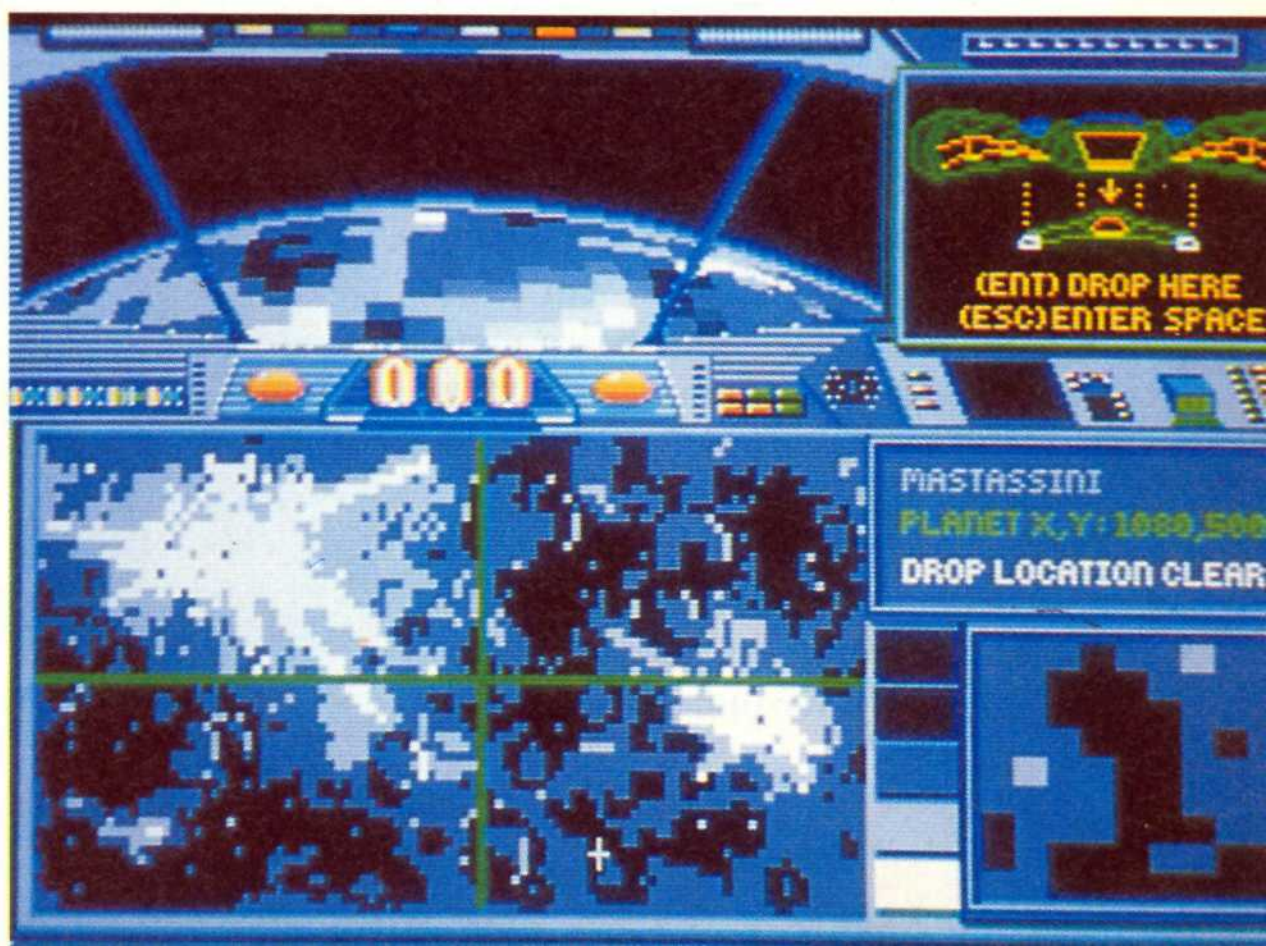 (ENT) DROP HERE
(ESC)ENTER SPACE
000
MASTASSINI
PLANET X,Y:1080,500
DROP LOCATION CLEAR